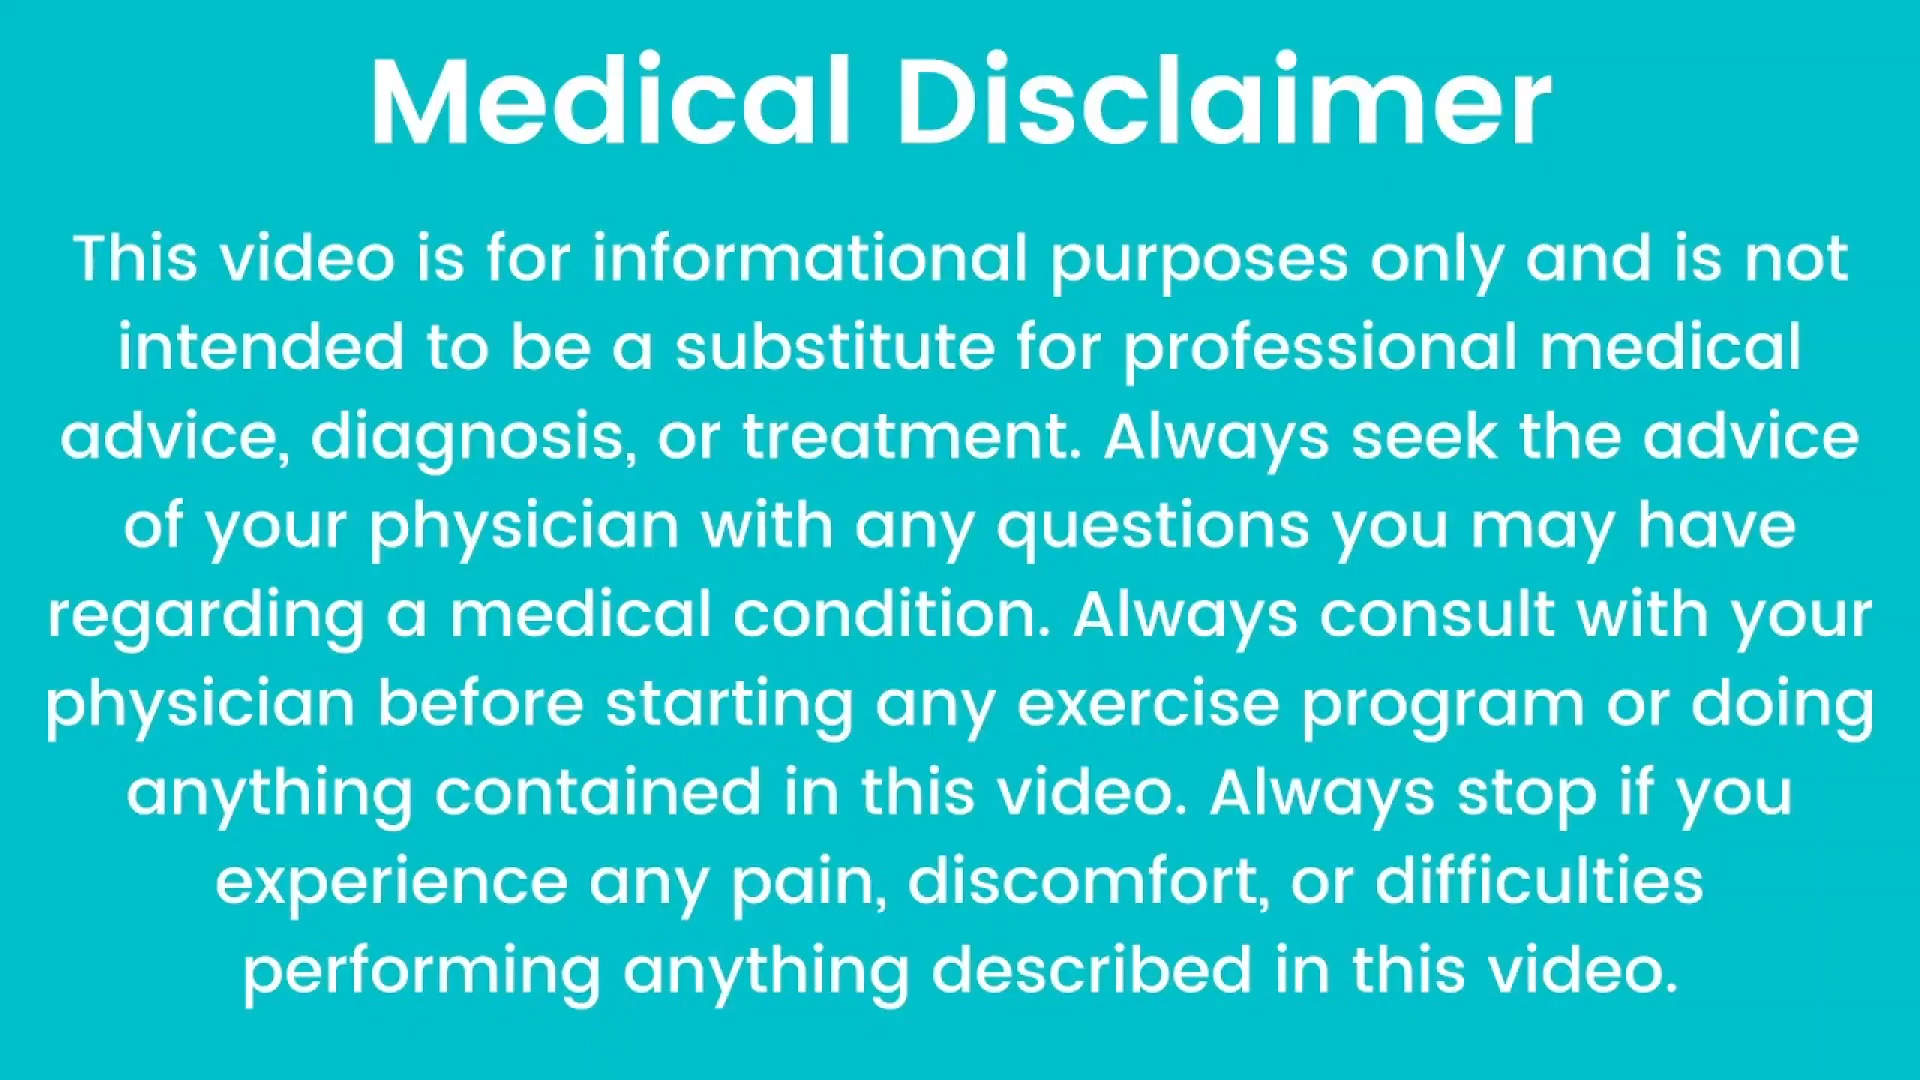 Medical Disclaimer
This video is for informational purposes only and is not
intended to be a substitute for professional medical
advice, diagnosis, or treatment. Always seek the advice
of your physician with any questions you may have
regarding a medical condition. Always consult with your
physician before starting any exercise program or doing
anything contained in this video. Always stop if you
experience any pain, discomfort, or difficulties
performing anything described in this video.